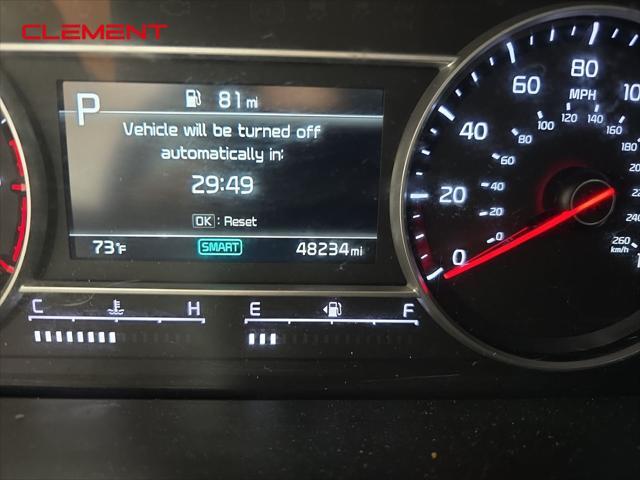 CLEMENT
P 81 mi
Vehicle will be turned off
automatically in:
29:49
OK : Reset
73°F SMART 48234 mi
C H E F
0 20 40 60 80
MPH
0 20 40 60 80 100 120 140 160 180
240
260
km/h